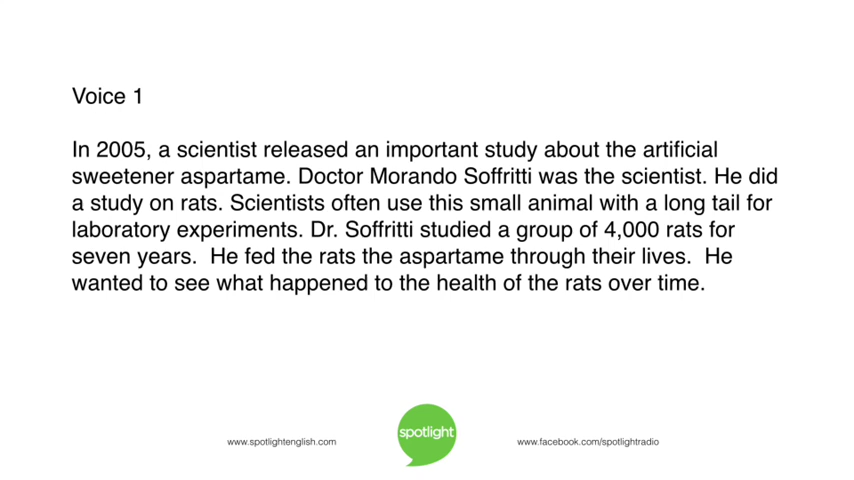 Voice 1
In 2005, a scientist released an important study about the artificial
sweetener aspartame. Doctor Morando Soffritti was the scientist. He did
a study on rats. Scientists often use this small animal with a long tail for
laboratory experiments. Dr. Soffritti studied a group of 4,000 rats for
seven years.  He fed the rats the aspartame through their lives.  He
wanted to see what happened to the health of the rats over time.
www.spotlightenglish.com
spotlight
www.facebook.com/spotlightradio